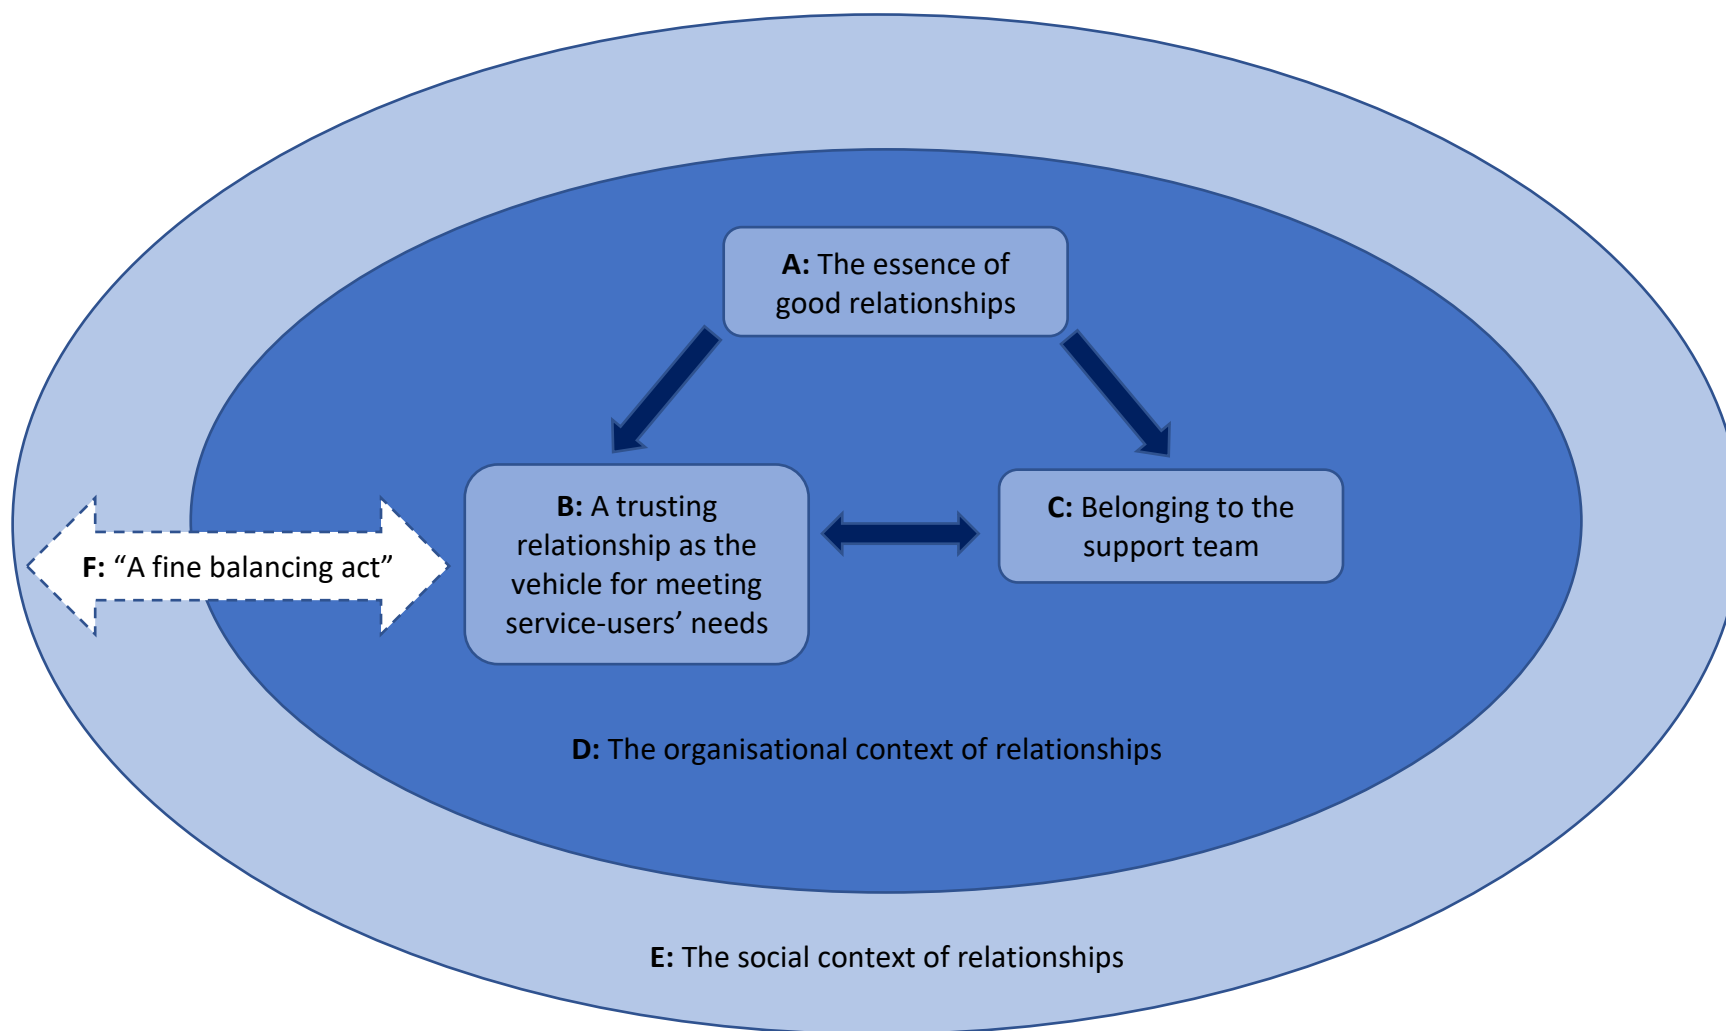 A: The essence of
good relationships
B: A trusting
relationship as the
vehicle for meeting
service-users’ needs
C: Belonging to the
support team
F: “A fine balancing act”
D: The organisational context of relationships
E: The social context of relationships